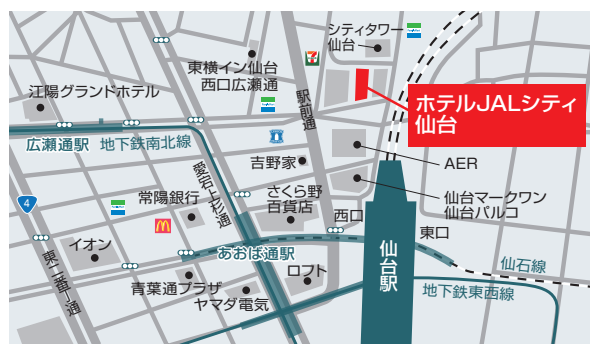 シティタワー
仙台
東横イン仙台
西口広瀬通
江陽グランドホテル
7
ELEVEN
駅前通
ホテルJALシティ
仙台
広瀬通駅
地下鉄南北線
愛宕上杉通
吉野家
AER
4
常陽銀行
さくら野
百貨店
西口
仙台マークワン
仙台パルコ
仙台駅
東口
イオン
あおば通駅
ロフト
仙石線
東二番丁通
青葉通プラザ
ヤマダ電気
地下鉄東西線